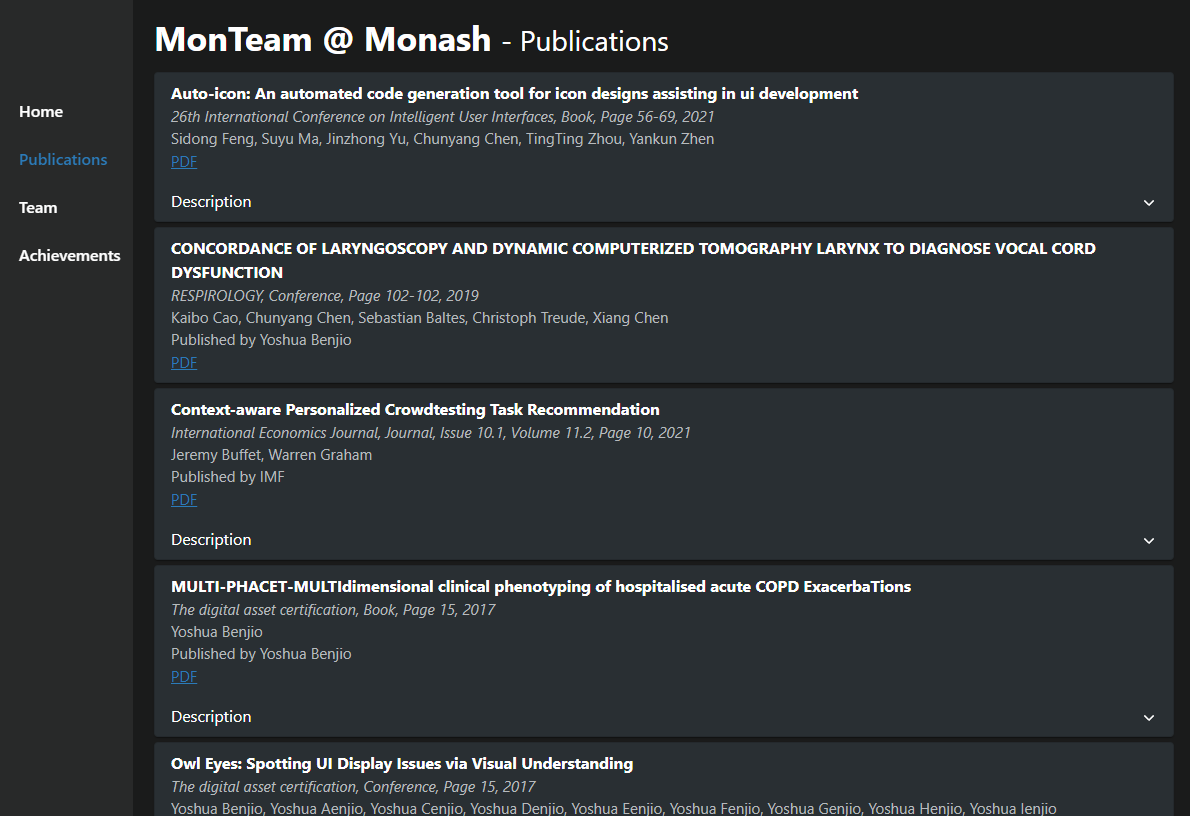 MonTeam @ Monash - Publications
Home
Publications
Team
Achievements
Auto-icon: An automated code generation tool for icon designs assisting in ui development
26th International Conference on Intelligent User Interfaces, Book, Page 56-69, 2021
Sidong Feng, Suyu Ma, Jinzhong Yu, Chunyang Chen, TingTing Zhou, Yankun Zhen
PDF
Description
CONCORDANCE OF LARYNGOSCOPY AND DYNAMIC COMPUTERIZED TOMOGRAPHY LARYNX TO DIAGNOSE VOCAL CORD
DYSFUNCTION
RESPIROLOGY, Conference, Page 102-102, 2019
Kaibo Cao, Chunyang Chen, Sebastian Baltes, Christoph Treude, Xiang Chen
Published by Yoshua Benjio
PDF
Context-aware Personalized Crowdtesting Task Recommendation
International Economics Journal, Journal, Issue 10.1, Volume 11.2, Page 10, 2021
Jeremy Buffet, Warren Graham
Published by IMF
PDF
Description
MULTI-PHACET-MULTIdimensional clinical phenotyping of hospitalised acute COPD ExacerbaTions
The digital asset certification, Book, Page 15, 2017
Yoshua Benjio
Published by Yoshua Benjio
PDF
Description
Owl Eyes: Spotting UI Display Issues via Visual Understanding
The digital asset certification, Conference, Page 15, 2017
Yoshua Benjio, Yoshua Aenjio, Yoshua Cenjio, Yoshua Denjio, Yoshua Eenjio, Yoshua Fenjio, Yoshua Genjio, Yoshua Henjio, Yoshua Ienjio